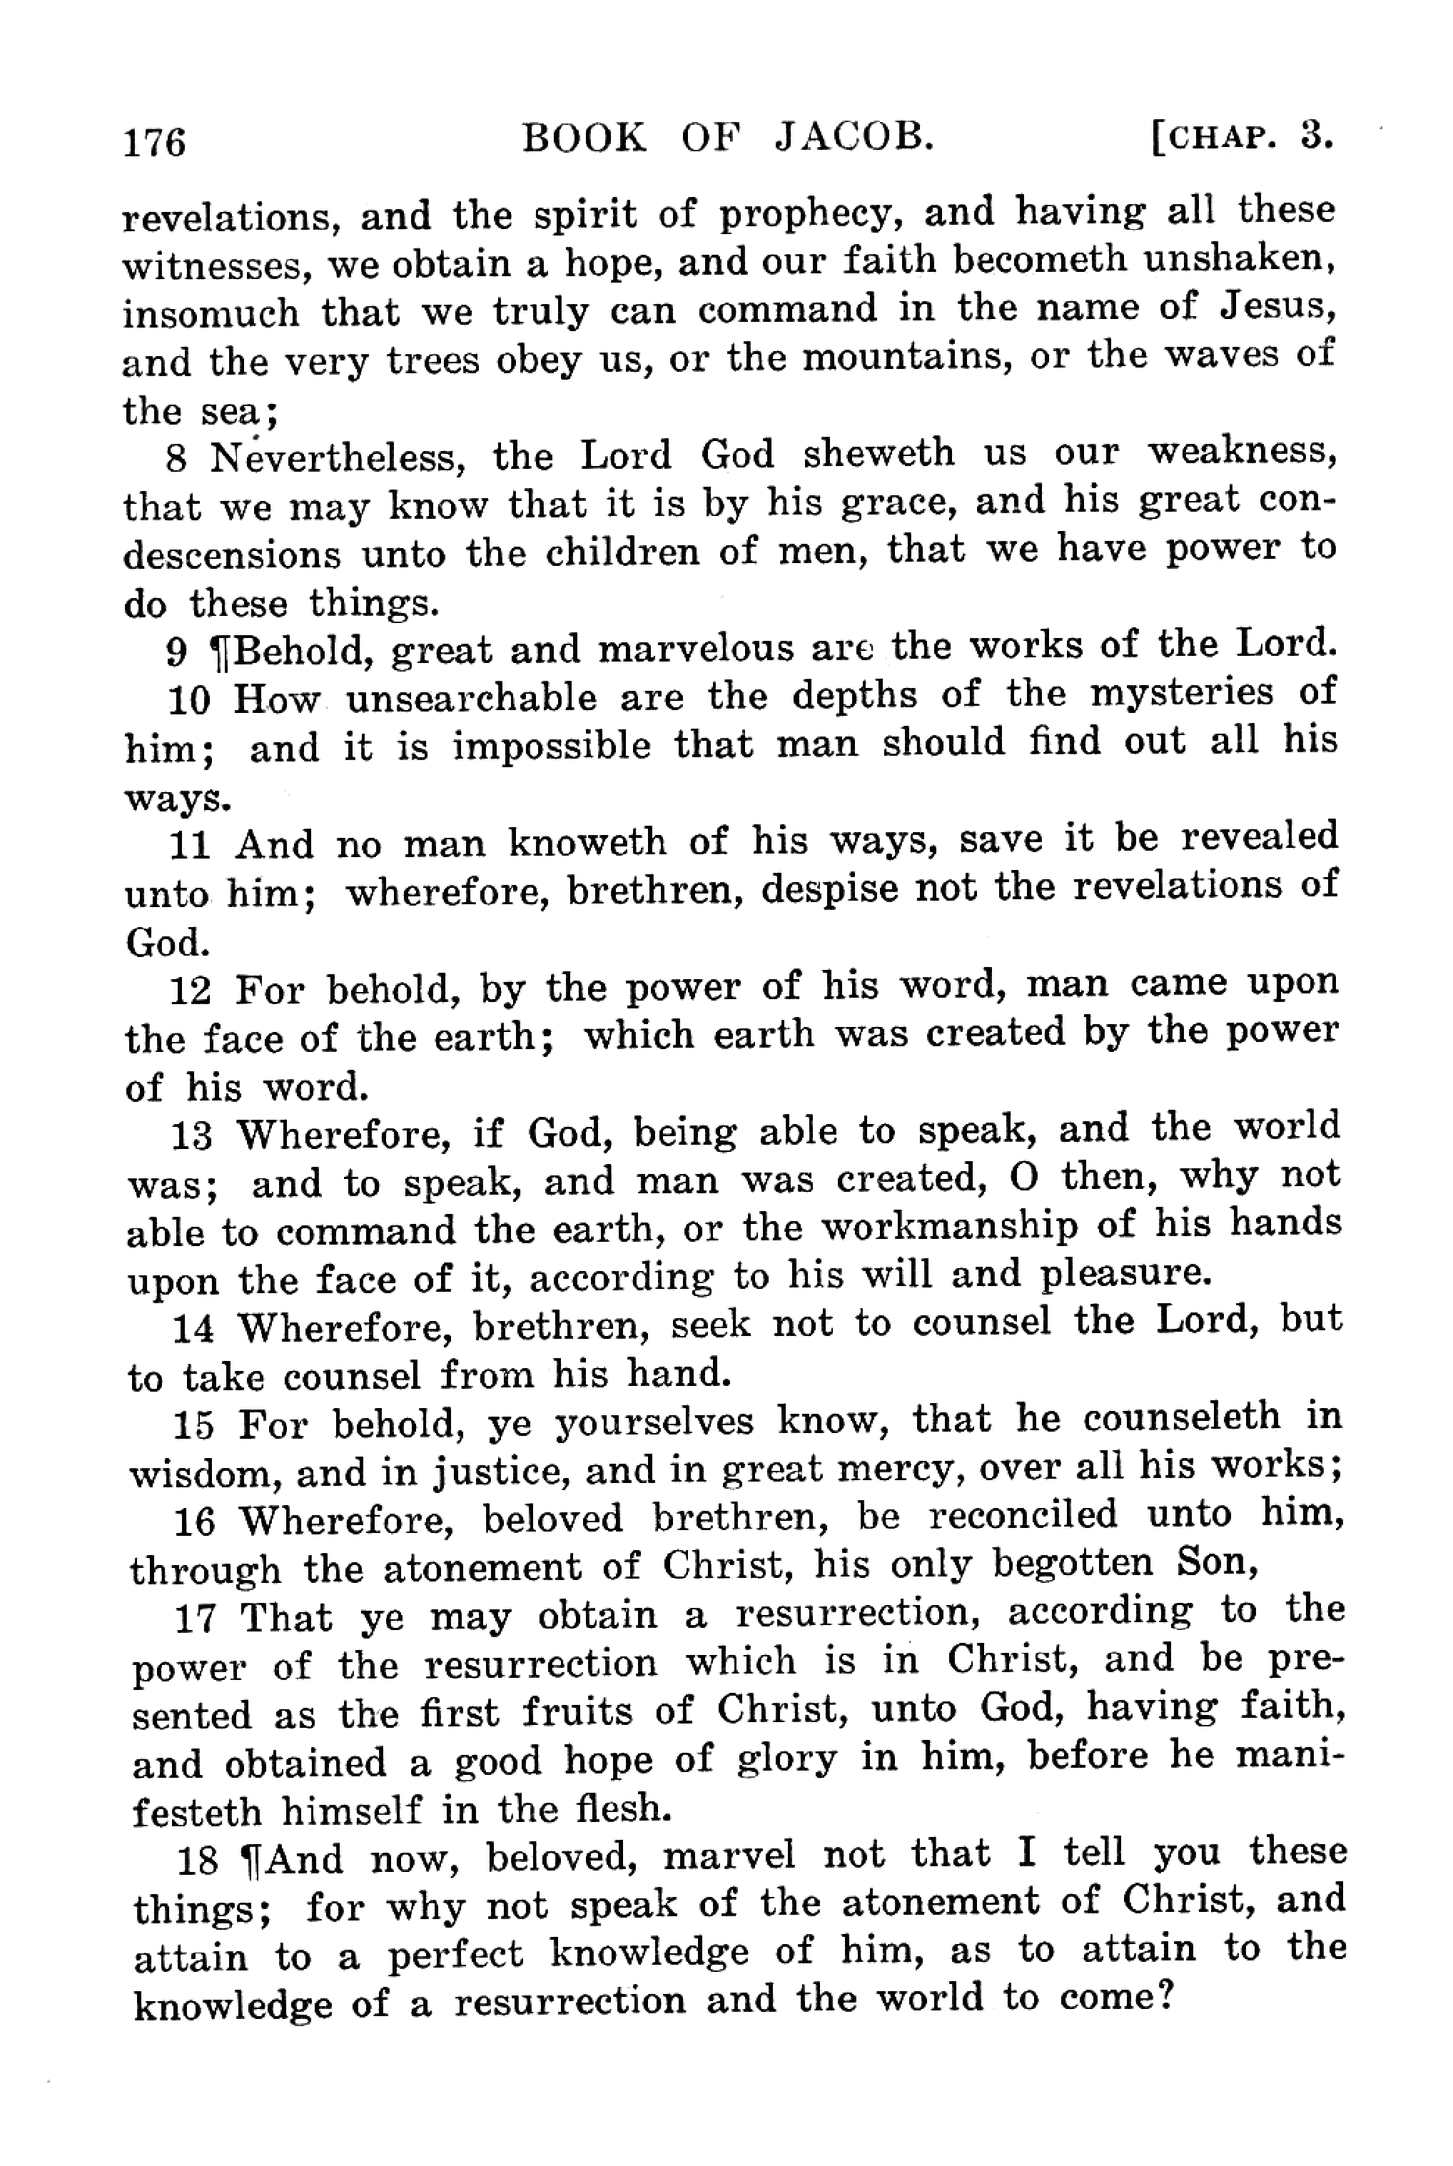 176 BOOK OF JACOB. [CHAP. 3.
revelations, and the spirit of prophecy, and having all these
witnesses, we obtain a hope, and our faith becometh unshaken,
insomuch that we truly can command in the name of Jesus,
and the very trees obey us, or the mountains, or the waves of
the sea;
8 Nevertheless, the Lord God sheweth us our weakness,
that we may know that it is by his grace, and his great con-
descensions unto the children of men, that we have power to
do these things.
9 ¶Behold, great and marvelous are the works of the Lord.
10 How unsearchable are the depths of the mysteries of
him; and it is impossible that man should find out all his
ways.
11 And no man knoweth of his ways, save it be revealed
unto him; wherefore, brethren, despise not the revelations of
God.
12 For behold, by the power of his word, man came upon
the face of the earth; which earth was created by the power
of his word.
13 Wherefore, if God, being able to speak, and the world
was; and to speak, and man was created, O then, why not
able to command the earth, or the workmanship of his hands
upon the face of it, according to his will and pleasure.
14 Wherefore, brethren, seek not to counsel the Lord, but
to take counsel from his hand.
15 For behold, ye yourselves know, that he counseleth in
wisdom, and in justice, and in great mercy, over all his works;
16 Wherefore, beloved brethren, be reconciled unto him,
through the atonement of Christ, his only begotten Son,
17 That ye may obtain a resurrection, according to the
power of the resurrection which is in Christ, and be pre-
sented as the first fruits of Christ, unto God, having faith,
and obtained a good hope of glory in him, before he mani-
festeth himself in the flesh.
18 ¶And now, beloved, marvel not that I tell you these
things; for why not speak of the atonement of Christ, and
attain to a perfect knowledge of him, as to attain to the
knowledge of a resurrection and the world to come?